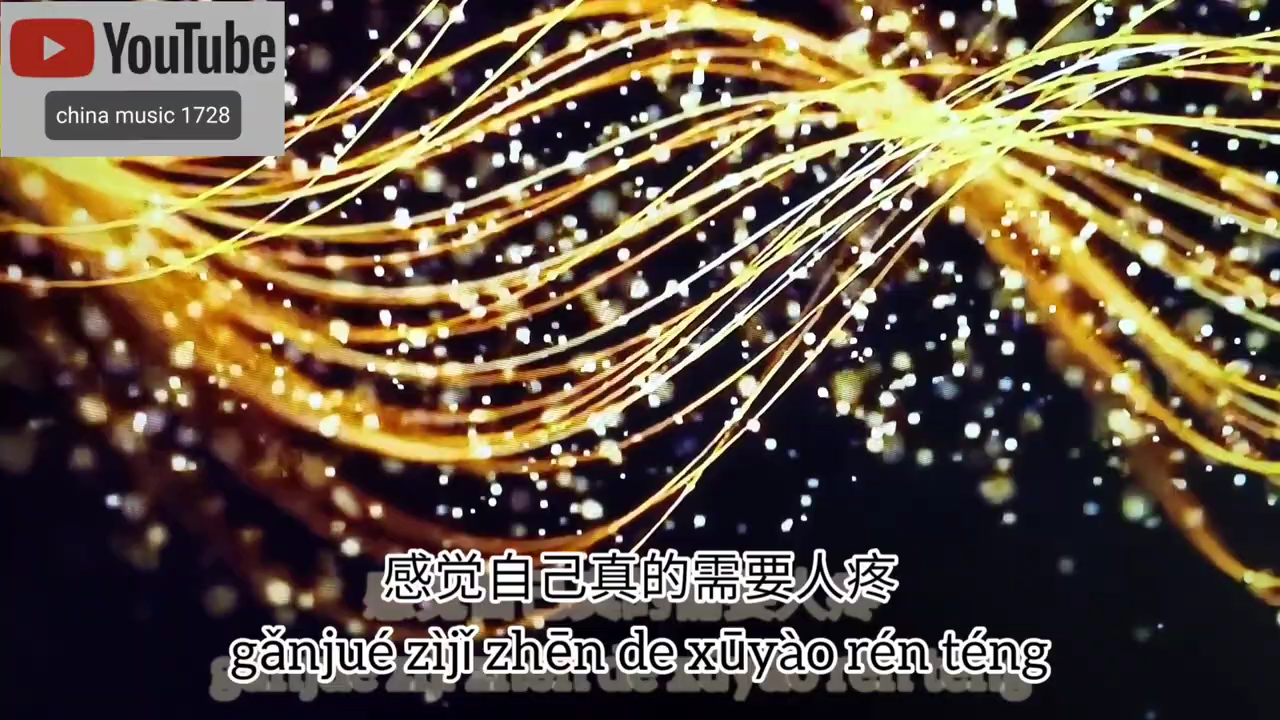 YouTube
china music 1728
感觉自己真的需要人疼
gǎnjué zìjǐ zhēn de xūyào rén téng